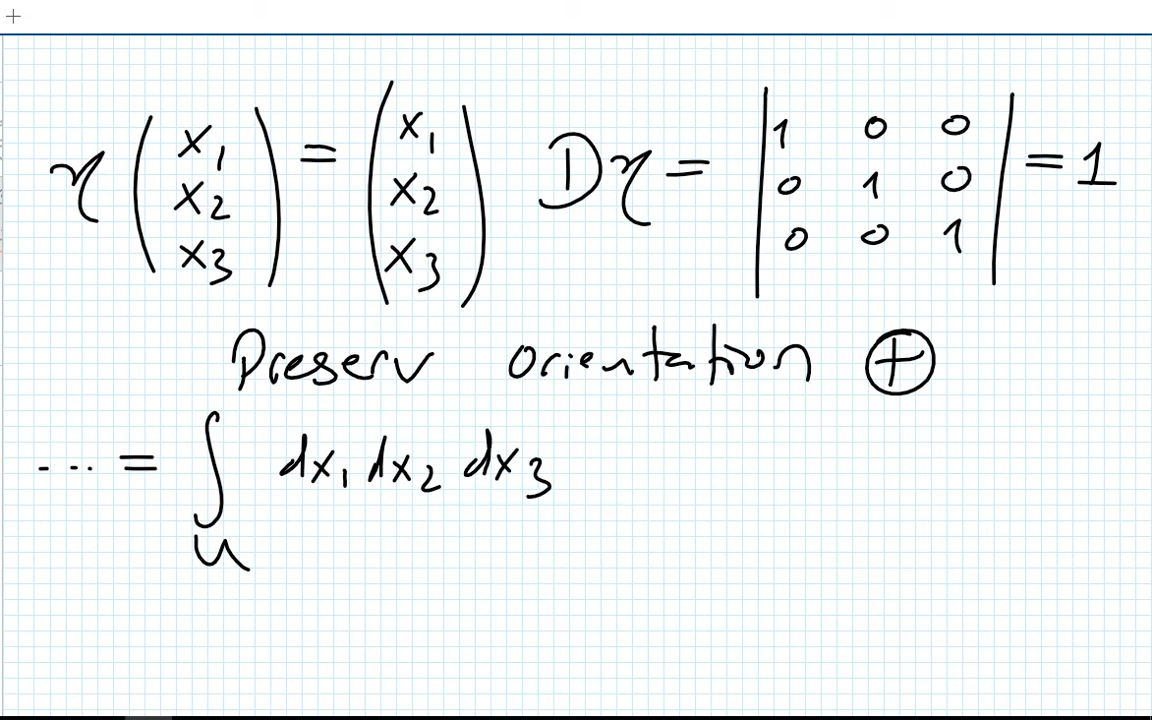 η(x₁ x₂ x₃) = (x₁ x₂ x₃) Dη = |1 0 0 0 1 0 0 0 1| = 1
Preserv orientation ⊕
... = ∫_U dx₁ dx₂ dx₃